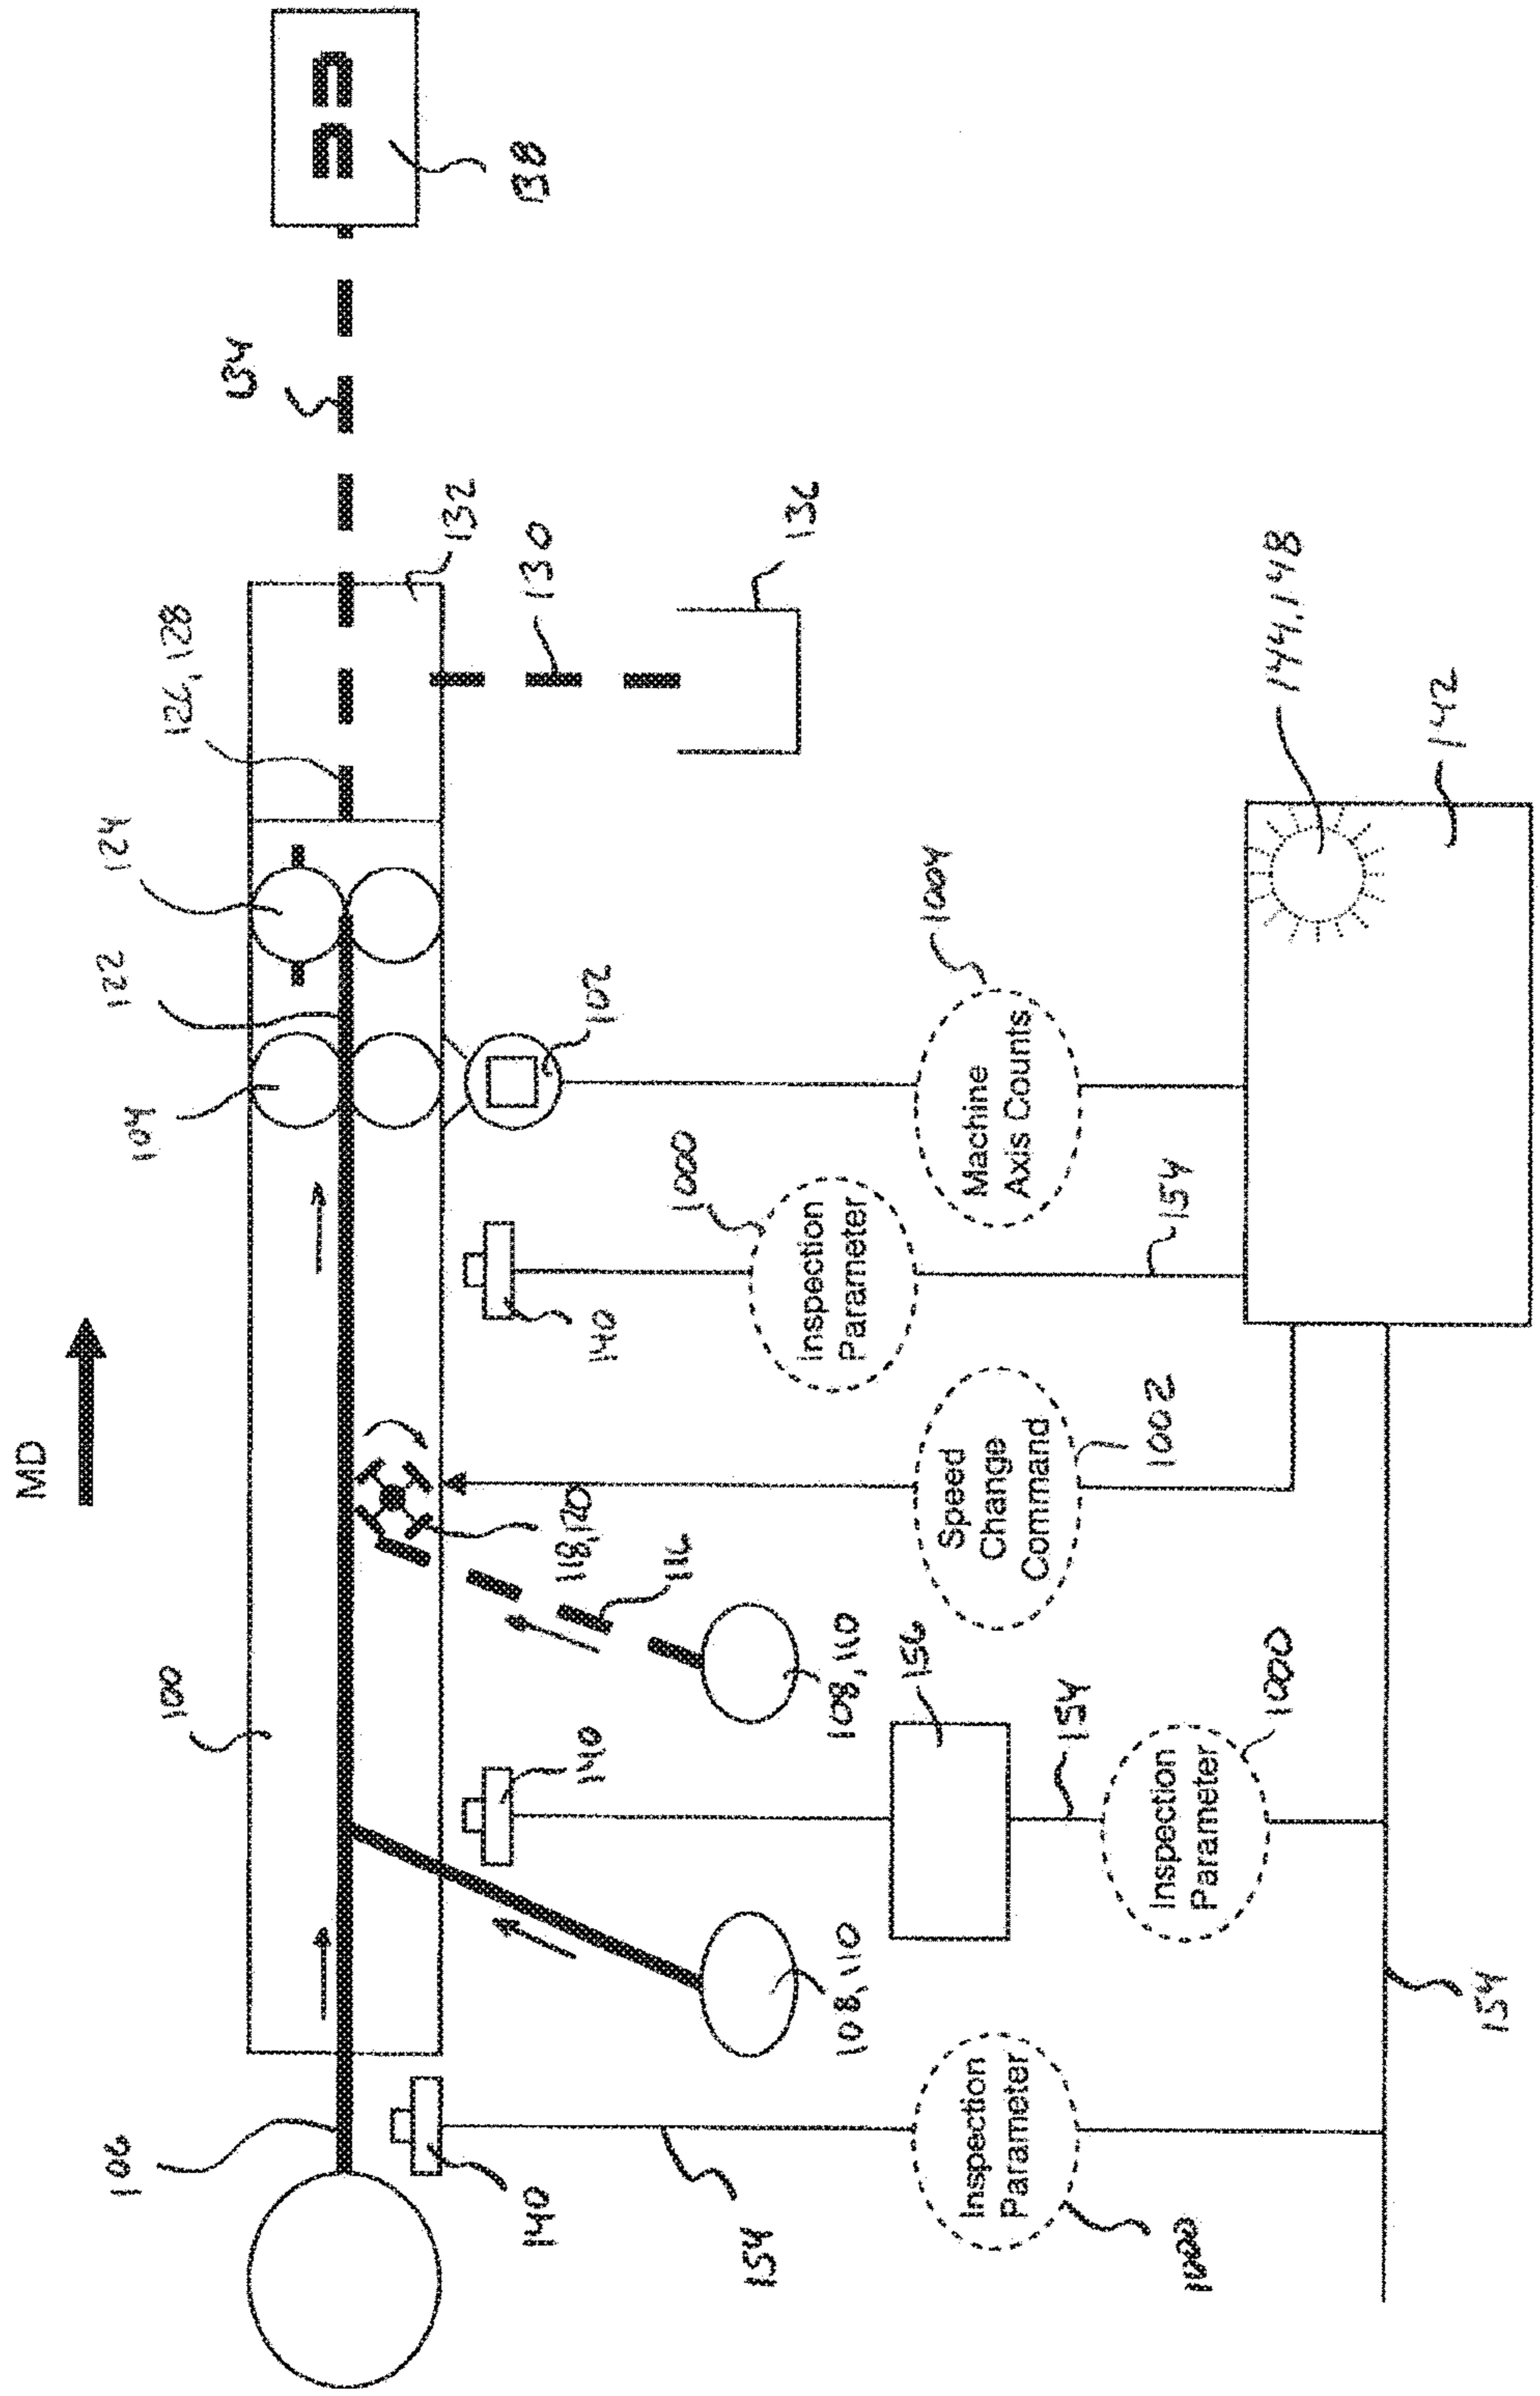 MD
134
138
126, 128
132
130
136
124
122
104
102
1004
Machine
Axis Counts
144, 148
142
1000
Inspection
Parameter
154
140
100
118, 120
116
108, 110
Speed
Change
Command
1002
140
156
154
108, 110
Inspection
Parameter
1000
106
140
154
Inspection
Parameter
1000
154